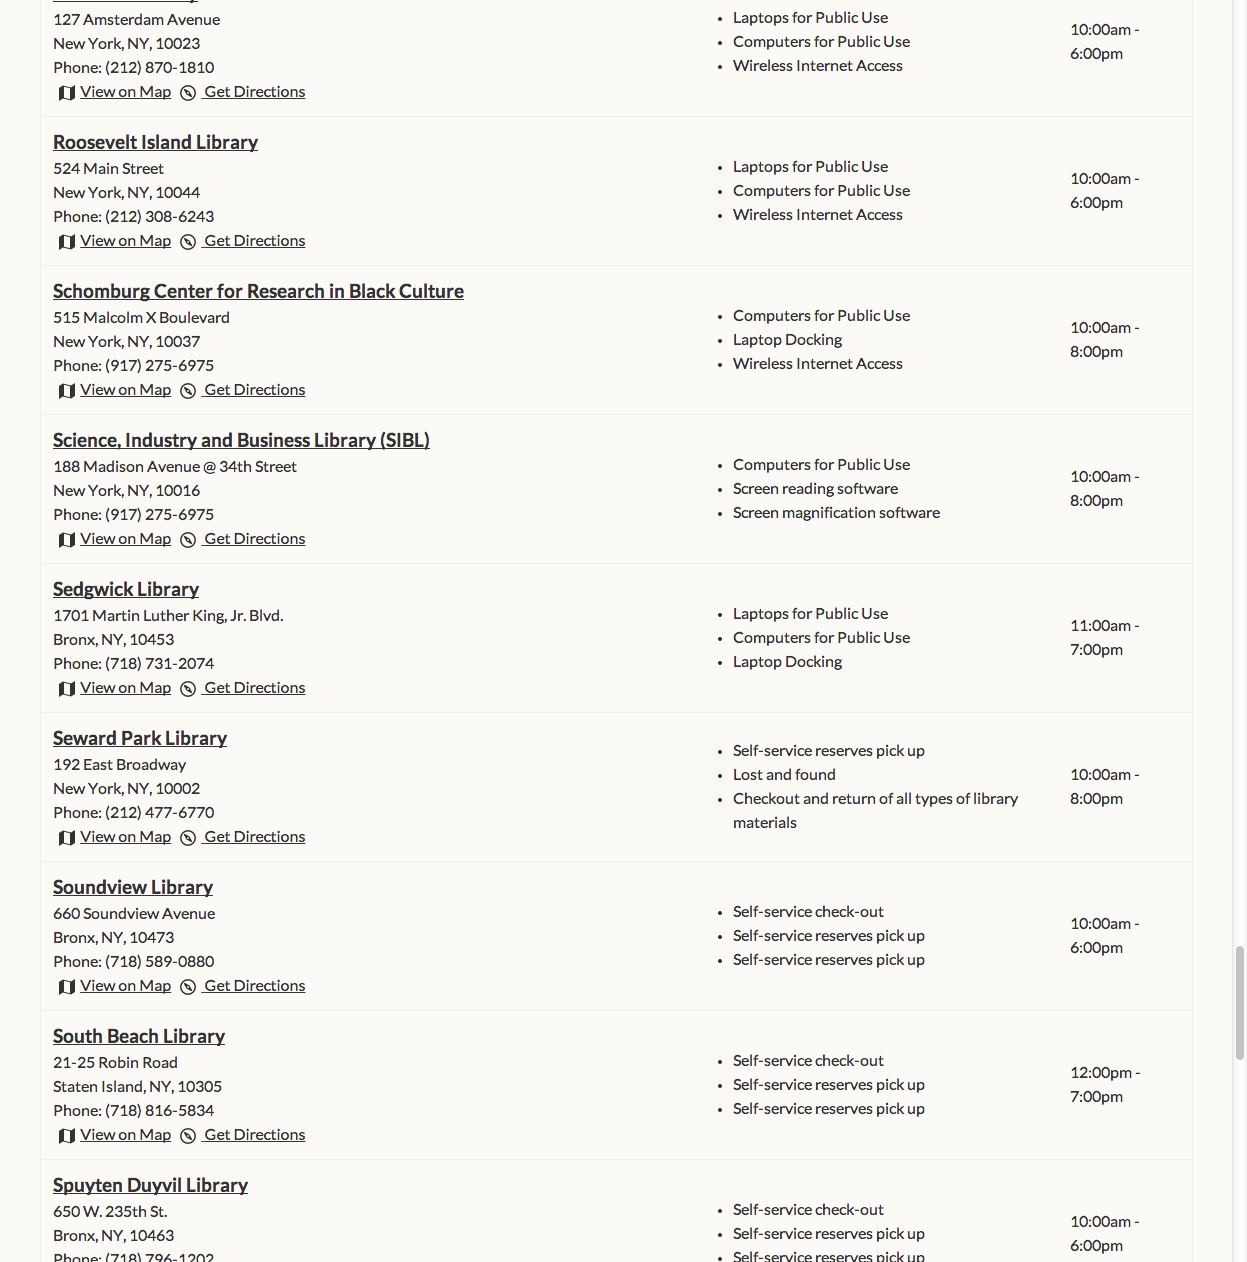 127 Amsterdam Avenue
New York, NY, 10023
Phone: (212) 870-1810
View on Map Get Directions
• Laptops for Public Use
• Computers for Public Use
• Wireless Internet Access
10:00am -
6:00pm
Roosevelt Island Library
524 Main Street
New York, NY, 10044
Phone: (212) 308-6243
View on Map Get Directions
• Laptops for Public Use
• Computers for Public Use
• Wireless Internet Access
10:00am -
6:00pm
Schomburg Center for Research in Black Culture
515 Malcolm X Boulevard
New York, NY, 10037
Phone: (917) 275-6975
View on Map Get Directions
• Computers for Public Use
• Laptop Docking
• Wireless Internet Access
10:00am -
8:00pm
Science, Industry and Business Library (SIBL)
188 Madison Avenue @ 34th Street
New York, NY, 10016
Phone: (917) 275-6975
View on Map Get Directions
• Computers for Public Use
• Screen reading software
• Screen magnification software
10:00am -
8:00pm
Sedgwick Library
1701 Martin Luther King, Jr. Blvd.
Bronx, NY, 10453
Phone: (718) 731-2074
View on Map Get Directions
• Laptops for Public Use
• Computers for Public Use
• Laptop Docking
11:00am -
7:00pm
Seward Park Library
192 East Broadway
New York, NY, 10002
Phone: (212) 477-6770
View on Map Get Directions
• Self-service reserves pick up
• Lost and found
• Checkout and return of all types of library
materials
10:00am -
8:00pm
Soundview Library
660 Soundview Avenue
Bronx, NY, 10473
Phone: (718) 589-0880
View on Map Get Directions
• Self-service check-out
• Self-service reserves pick up
• Self-service reserves pick up
10:00am -
6:00pm
South Beach Library
21-25 Robin Road
Staten Island, NY, 10305
Phone: (718) 816-5834
View on Map Get Directions
• Self-service check-out
• Self-service reserves pick up
• Self-service reserves pick up
12:00pm -
7:00pm
Spuyten Duyvil Library
650 W. 235th St.
Bronx, NY, 10463
Phone: (718) 796-1202
• Self-service check-out
• Self-service reserves pick up
• Self-service reserves pick up
10:00am -
6:00pm